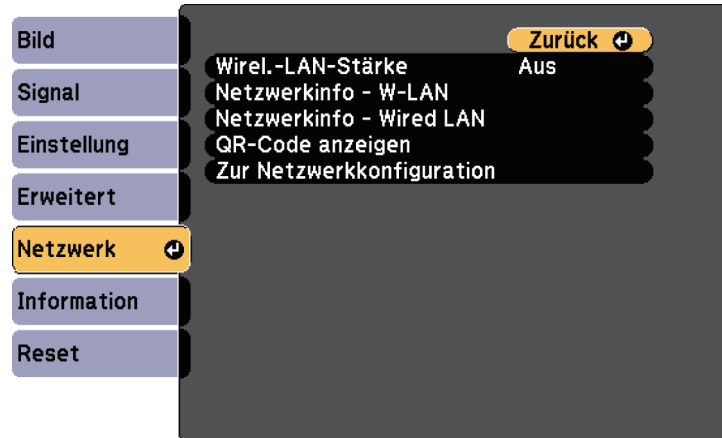 Bild
Signal
Einstellung
Erweitert
Netzwerk
Information
Reset
Zurück
Wirel.-LAN-Stärke Aus
Netzwerkinfo - W-LAN
Netzwerkinfo - Wired LAN
QR-Code anzeigen
Zur Netzwerkkonfiguration